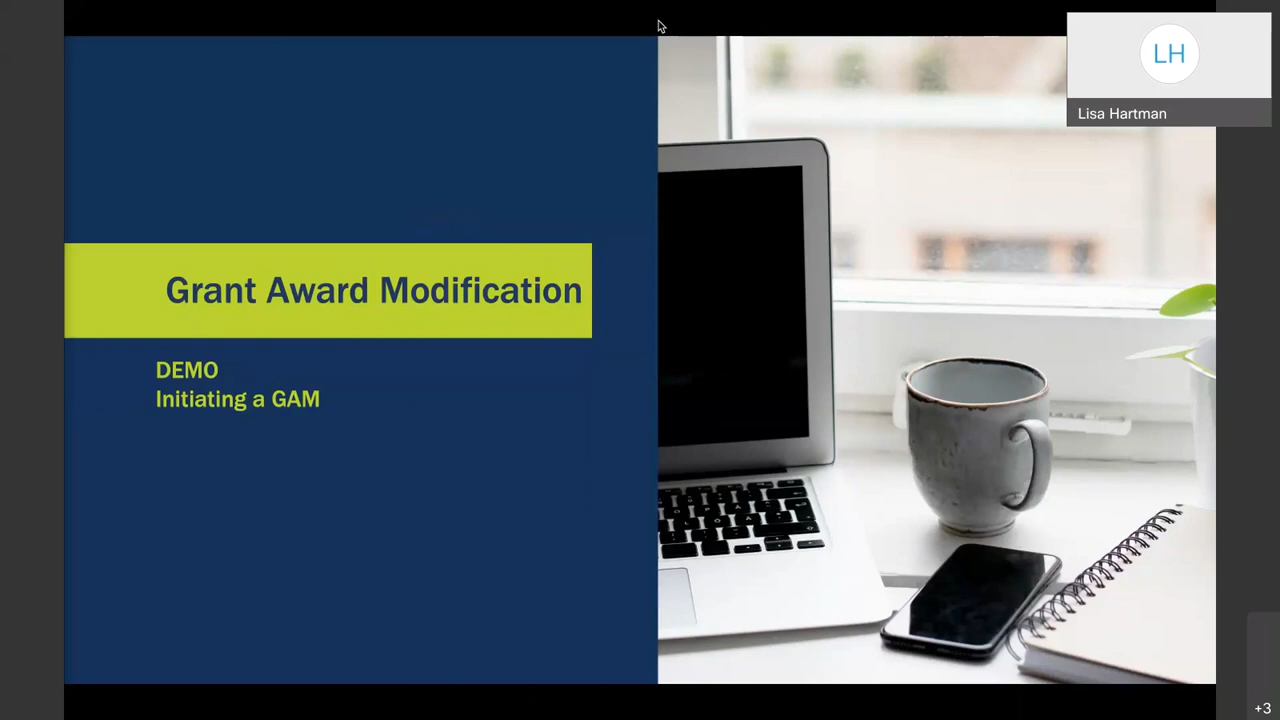 Grant Award Modification
DEMO
Initiating a GAM
LH
Lisa Hartman
+3